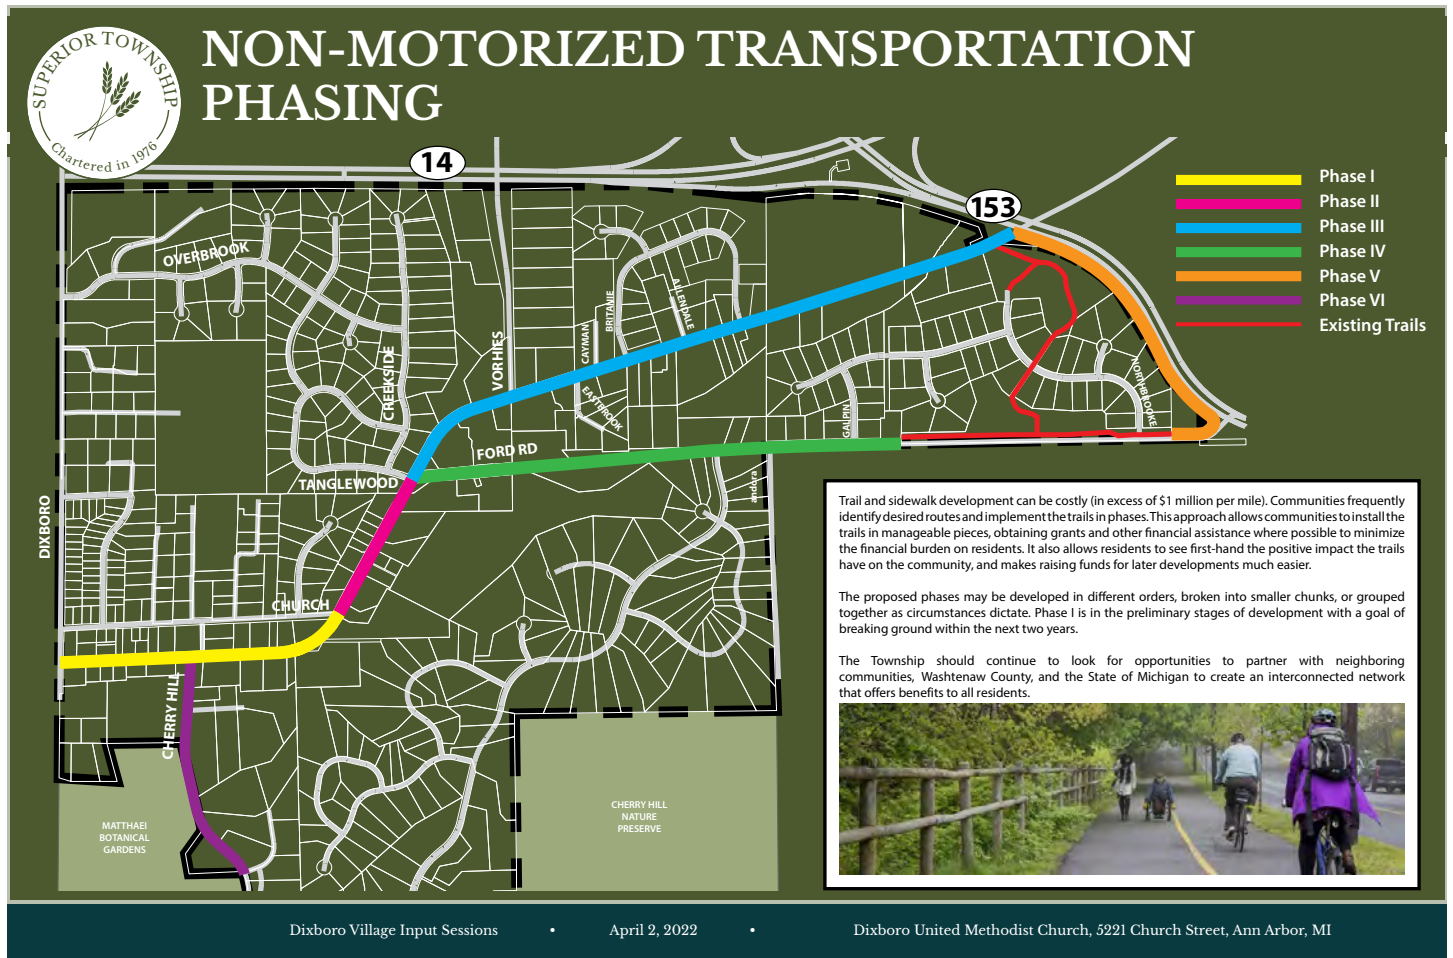 SUPERIOR TOWNSHIP
Chartered in 1976
NON-MOTORIZED TRANSPORTATION
PHASING
14
153
Phase I
Phase II
Phase III
Phase IV
Phase V
Phase VI
Existing Trails
OVERBROOK
CREEKSIDE
VORHIES
CAYMAN
BRITANIE
ALLENDALE
EASTBROOK
GALPIN
NORTHBROOKE
FORD RD
TANGLEWOOD
andora
DIXBORO
CHURCH
CHERRY HILL
MATTHAEI
BOTANICAL
GARDENS
CHERRY HILL
NATURE
PRESERVE
Trail and sidewalk development can be costly (in excess of $1 million per mile). Communities frequently
identify desired routes and implement the trails in phases. This approach allows communities to install the
trails in manageable pieces, obtaining grants and other financial assistance where possible to minimize
the financial burden on residents. It also allows residents to see first-hand the positive impact the trails
have on the community, and makes raising funds for later developments much easier.
The proposed phases may be developed in different orders, broken into smaller chunks, or grouped
together as circumstances dictate. Phase I is in the preliminary stages of development with a goal of
breaking ground within the next two years.
The Township should continue to look for opportunities to partner with neighboring
communities, Washtenaw County, and the State of Michigan to create an interconnected network
that offers benefits to all residents.
Dixboro Village Input Sessions • April 2, 2022 • Dixboro United Methodist Church, 5221 Church Street, Ann Arbor, MI